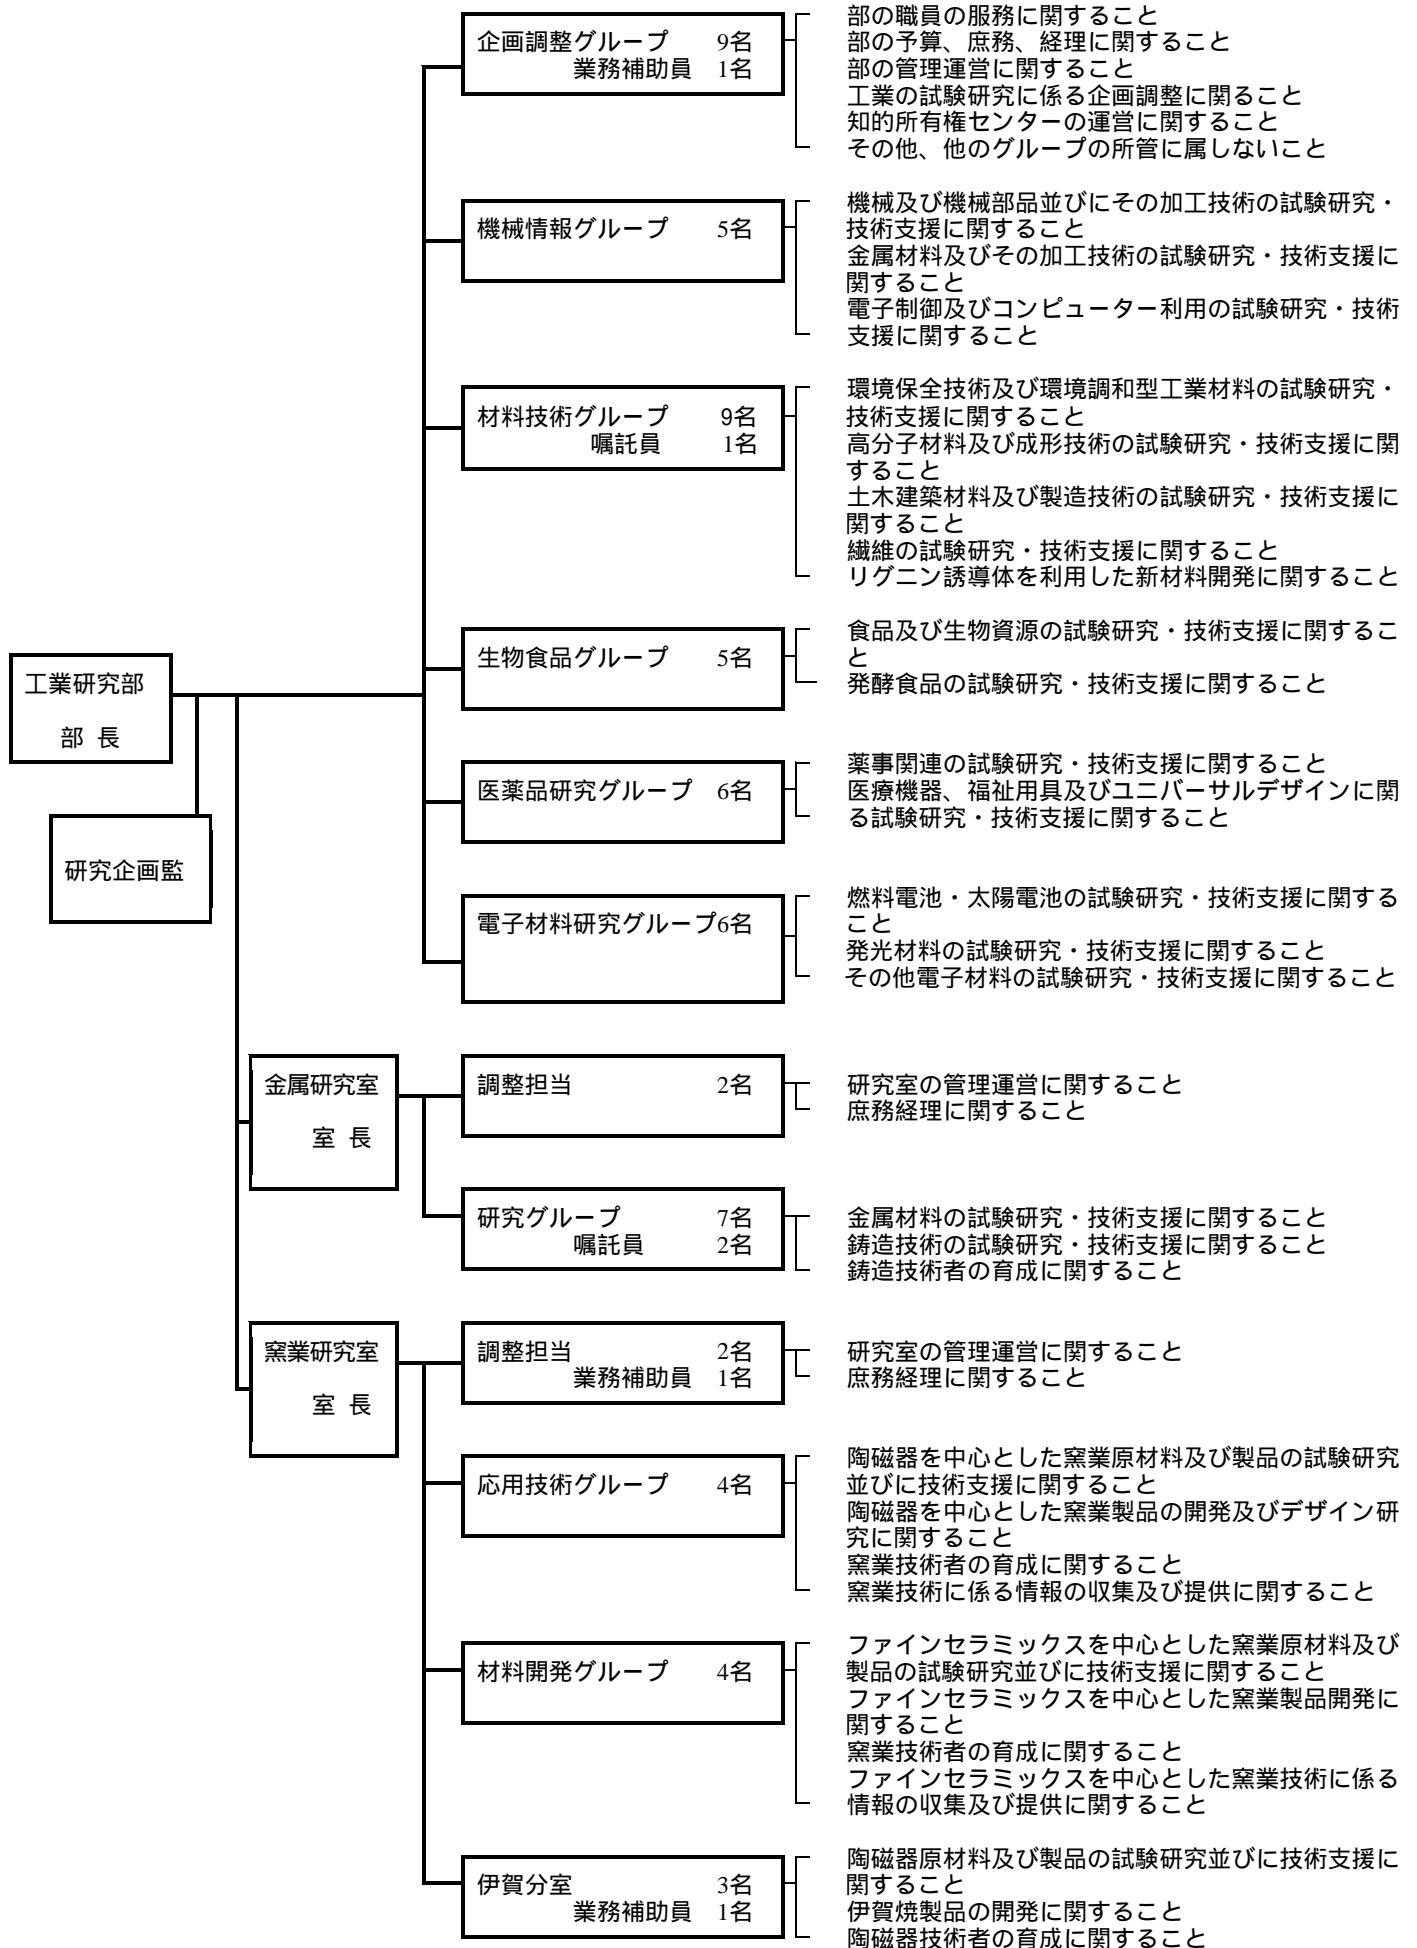 企画調整グループ 9名
業務補助員 1名
部の職員の服務に関すること
部の予算、庶務、経理に関すること
部の管理運営に関すること
工業の試験研究に係る企画調整に関ること
知的所有権センターの運営に関すること
その他、他のグループの所管に属しないこと
機械情報グループ 5名
機械及び機械部品並びにその加工技術の試験研究・
技術支援に関すること
金属材料及びその加工技術の試験研究・技術支援に
関すること
電子制御及びコンピューター利用の試験研究・技術
支援に関すること
材料技術グループ 9名
嘱託員 1名
環境保全技術及び環境調和型工業材料の試験研究・
技術支援に関すること
高分子材料及び成形技術の試験研究・技術支援に関
すること
土木建築材料及び製造技術の試験研究・技術支援に
関すること
繊維の試験研究・技術支援に関すること
リグニン誘導体を利用した新材料開発に関すること
工業研究部
部 長
研究企画監
生物食品グループ 5名
食品及び生物資源の試験研究・技術支援に関するこ
と
発酵食品の試験研究・技術支援に関すること
医薬品研究グループ 6名
薬事関連の試験研究・技術支援に関すること
医療機器、福祉用具及びユニバーサルデザインに関
る試験研究・技術支援に関すること
電子材料研究グループ6名
燃料電池・太陽電池の試験研究・技術支援に関する
こと
発光材料の試験研究・技術支援に関すること
その他電子材料の試験研究・技術支援に関すること
金属研究室
室 長
調整担当 2名
研究室の管理運営に関すること
庶務経理に関すること
研究グループ 7名
嘱託員 2名
金属材料の試験研究・技術支援に関すること
鋳造技術の試験研究・技術支援に関すること
鋳造技術者の育成に関すること
窯業研究室
室 長
調整担当 2名
業務補助員 1名
研究室の管理運営に関すること
庶務経理に関すること
応用技術グループ 4名
陶磁器を中心とした窯業原材料及び製品の試験研究
並びに技術支援に関すること
陶磁器を中心とした窯業製品の開発及びデザイン研
究に関すること
窯業技術者の育成に関すること
窯業技術に係る情報の収集及び提供に関すること
材料開発グループ 4名
ファインセラミックスを中心とした窯業原材料及び
製品の試験研究並びに技術支援に関すること
ファインセラミックスを中心とした窯業製品開発に
関すること
窯業技術者の育成に関すること
ファインセラミックスを中心とした窯業技術に係る
情報の収集及び提供に関すること
伊賀分室 3名
業務補助員 1名
陶磁器原材料及び製品の試験研究並びに技術支援に
関すること
伊賀焼製品の開発に関すること
陶磁器技術者の育成に関すること